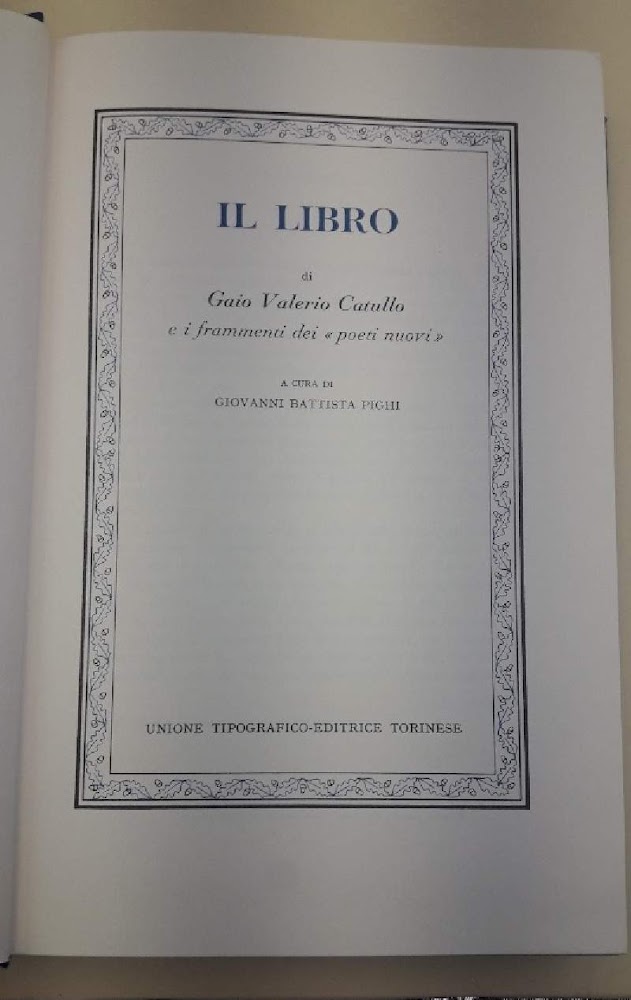 IL LIBRO
di
Gaio Valerio Catullo
e i frammenti dei « poeti nuovi »
A CURA DI
GIOVANNI BATTISTA PIGHI
UNIONE TIPOGRAFICO-EDITRICE TORINESE